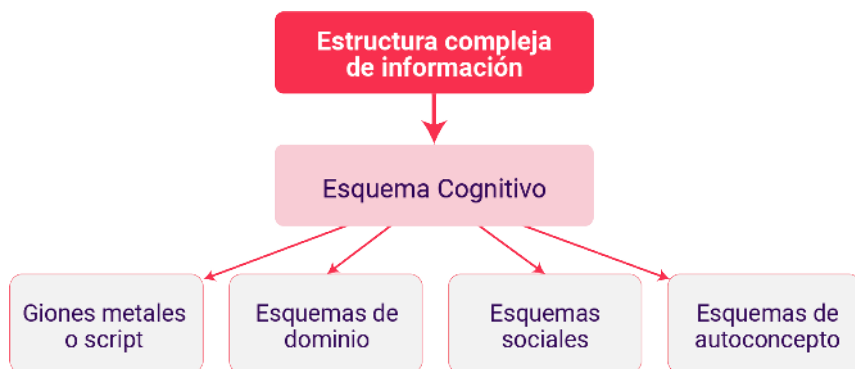 Estructura compleja
de información
Esquema Cognitivo
Giones metales
o script
Esquemas de
dominio
Esquemas
sociales
Esquemas de
autoconcepto